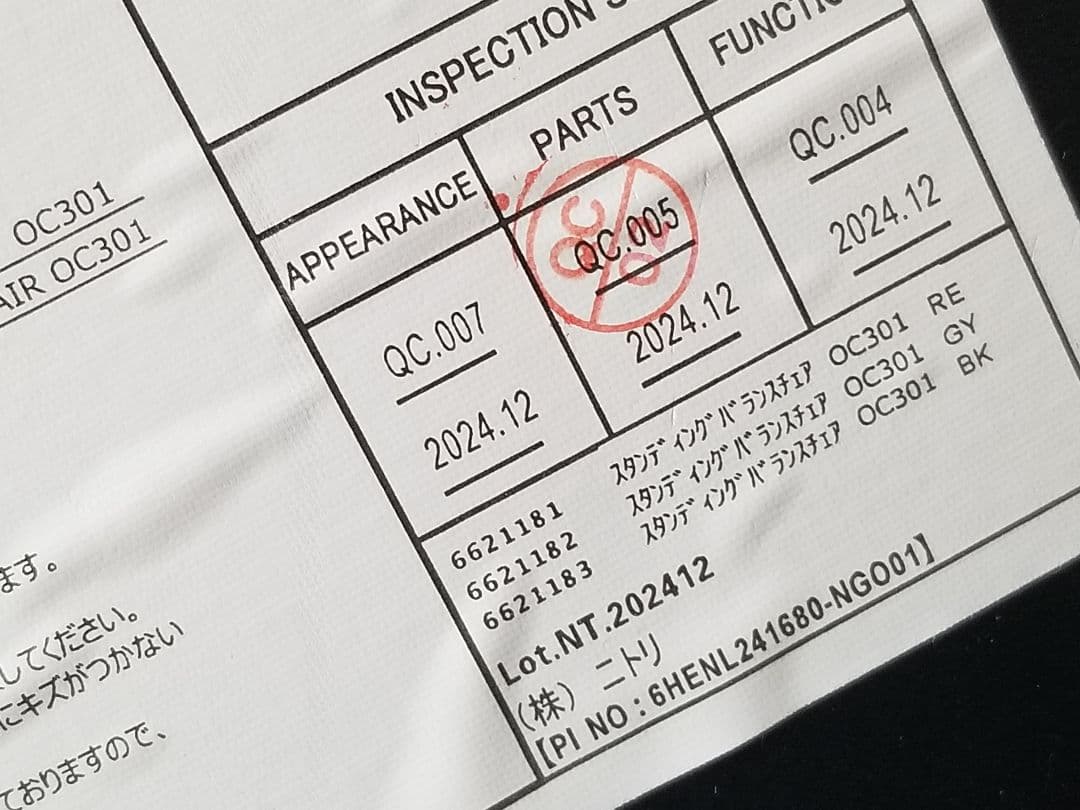 OC301
AIR OC301
ます。
してください。
にキズがつかない
ておりますので、
INSPECTION
APPEARANCE
PARTS
QC.007
2024.12
QC.005
2024.12
QC.004
2024.12
QC
6621181 スタンディングバランスチェア OC301 RE
6621182 スタンディングバランスチェア OC301 GY
6621183 スタンディングバランスチェア OC301 BK
Lot.NT.202412
(株) ニトリ
【PI NO : 6HENL241680-NGO01】